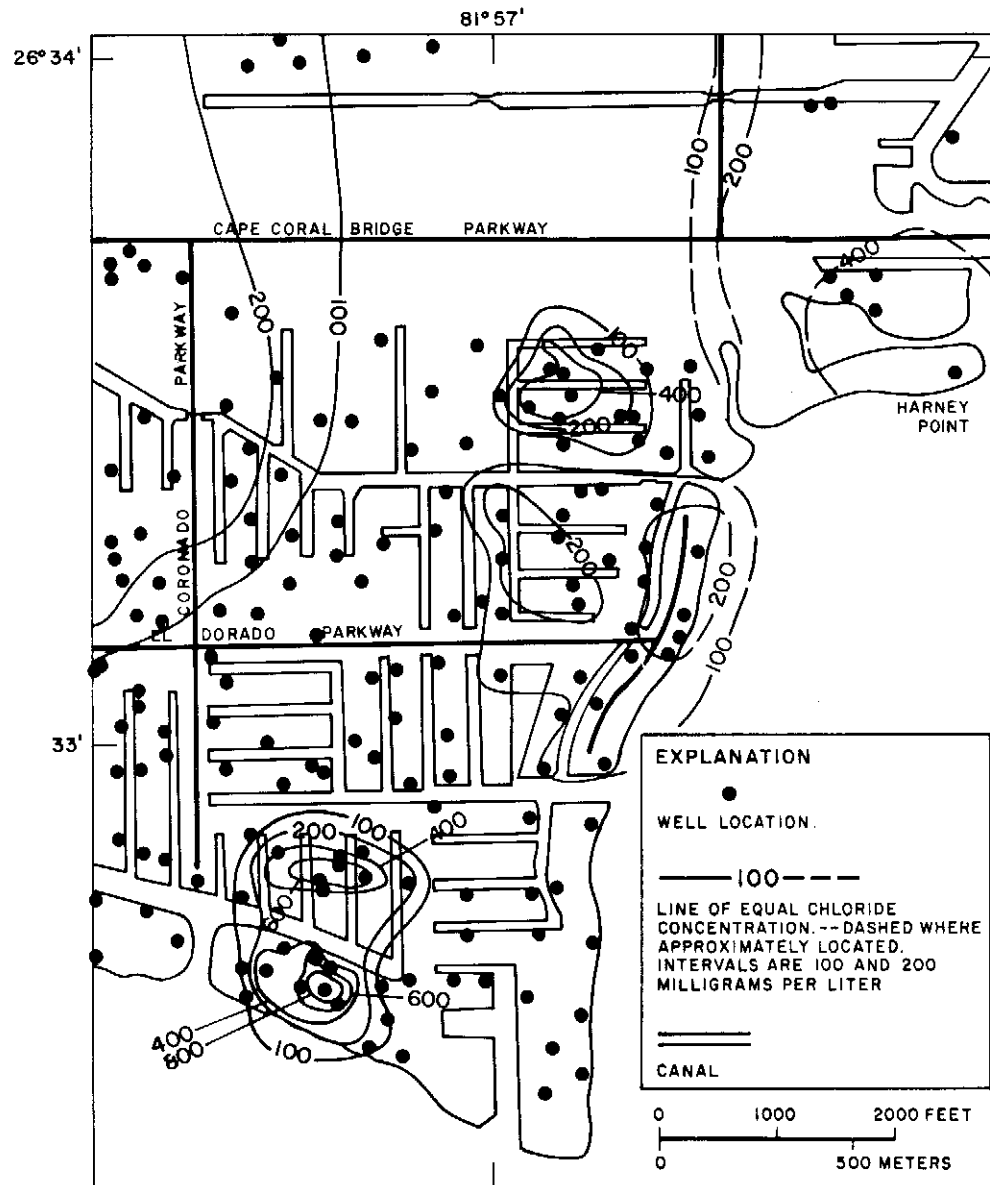 81°57'
26°34'
100
200
CAPE CORAL BRIDGE PARKWAY
400
200
100
PARKWAY
CORONADO
100
400
200
HARNEY
POINT
200
200
100
EL DORADO PARKWAY
33'
200
100
400
600
400
800
100
EXPLANATION
WELL LOCATION.
100
LINE OF EQUAL CHLORIDE
CONCENTRATION.--DASHED WHERE
APPROXIMATELY LOCATED.
INTERVALS ARE 100 AND 200
MILLIGRAMS PER LITER
CANAL
0 1000 2000 FEET
0 500 METERS